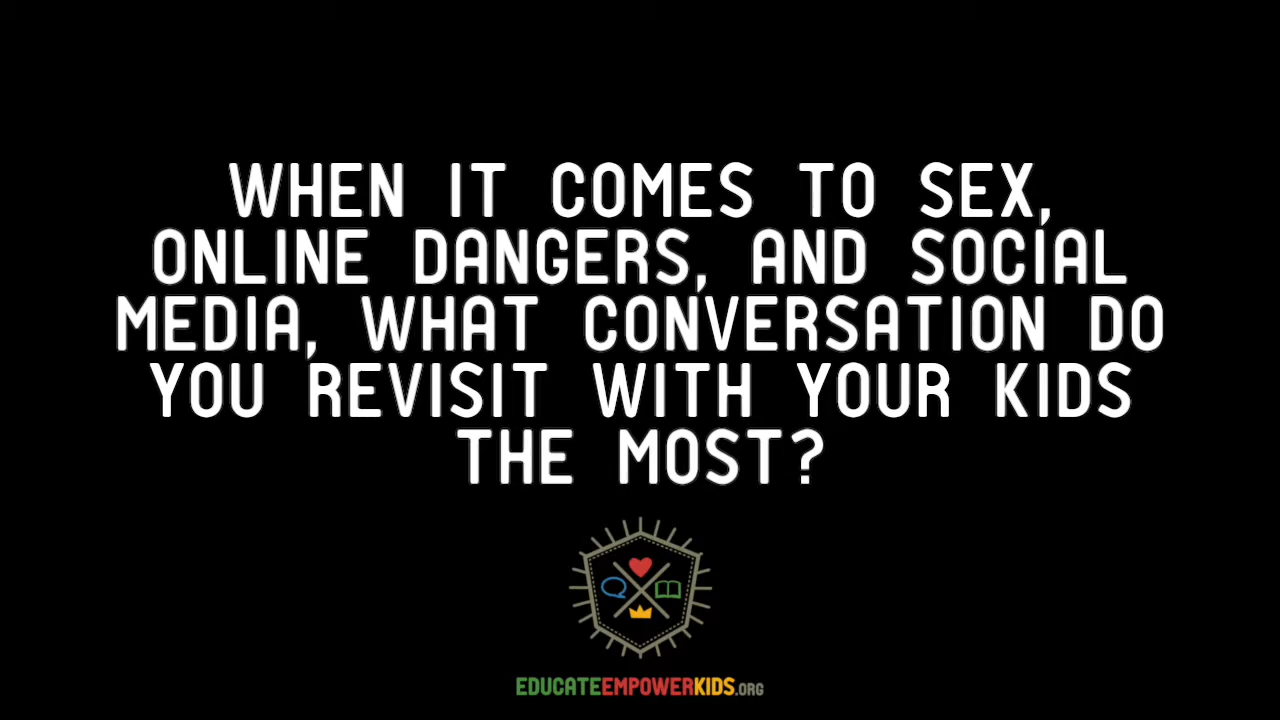 WHEN IT COMES TO SEX,
ONLINE DANGERS, AND SOCIAL
MEDIA, WHAT CONVERSATION DO
YOU REVISIT WITH YOUR KIDS
THE MOST?
EDUCATEEMPOWERKIDS.ORG